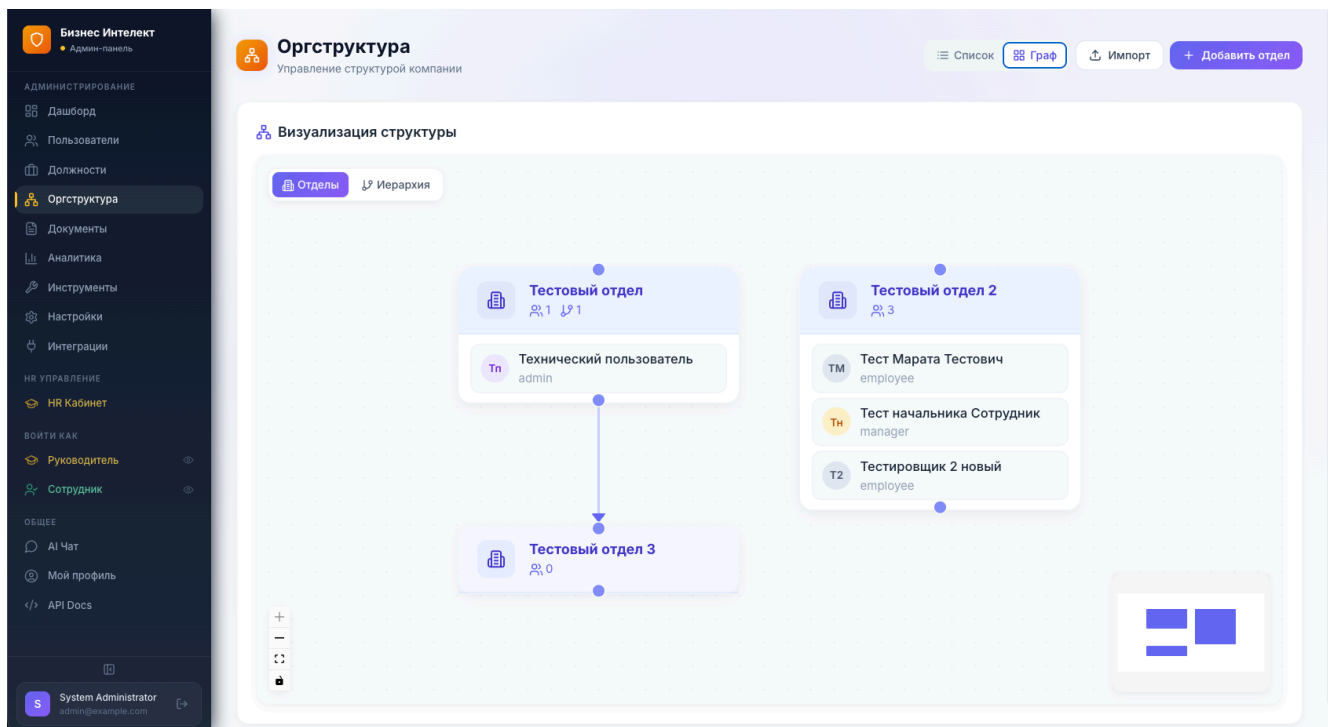 Бизнес Интелект
Админ-панель
АДМИНИСТРИРОВАНИЕ
Дашборд
Пользователи
Должности
Оргструктура
Документы
Аналитика
Инструменты
Настройки
Интеграции
HR УПРАВЛЕНИЕ
HR Кабинет
ВОЙТИ КАК
Руководитель
Сотрудник
ОБЩЕЕ
AI Чат
Мой профиль
API Docs
S
System Administrator
admin@example.com
Оргструктура
Управление структурой компании
Список Граф Импорт + Добавить отдел
Визуализация структуры
Отделы Иерархия
Тестовый отдел
1 1
Тп
Технический пользователь
admin
Тестовый отдел 3
0
Тестовый отдел 2
3
ТМ
Тест Марата Тестович
employee
Тн
Тест начальника Сотрудник
manager
Т2
Тестировщик 2 новый
employee